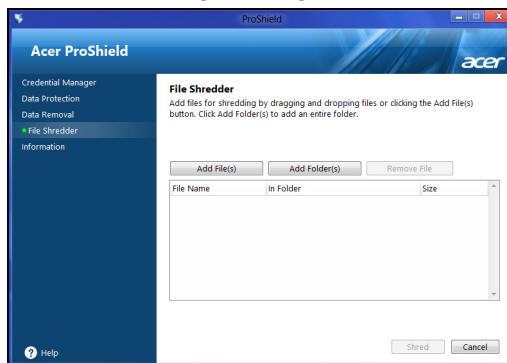 ProShield
Acer ProShield
acer
Credential Manager
Data Protection
Data Removal
File Shredder
Information
File Shredder
Add files for shredding by dragging and dropping files or clicking the Add File(s)
button. Click Add Folder(s) to add an entire folder.
Add File(s) Add Folder(s) Remove File
File Name In Folder Size
Shred Cancel
? Help